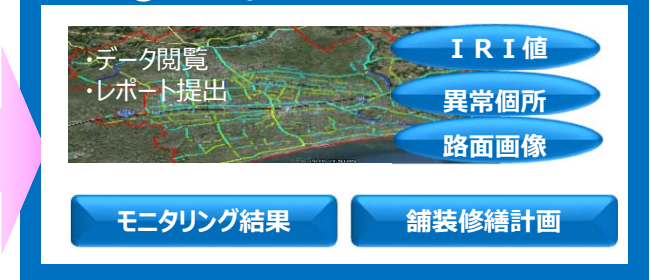 ・データ閲覧
・レポート提出
ＩＲＩ値
異常個所
路面画像
モニタリング結果
舗装修繕計画